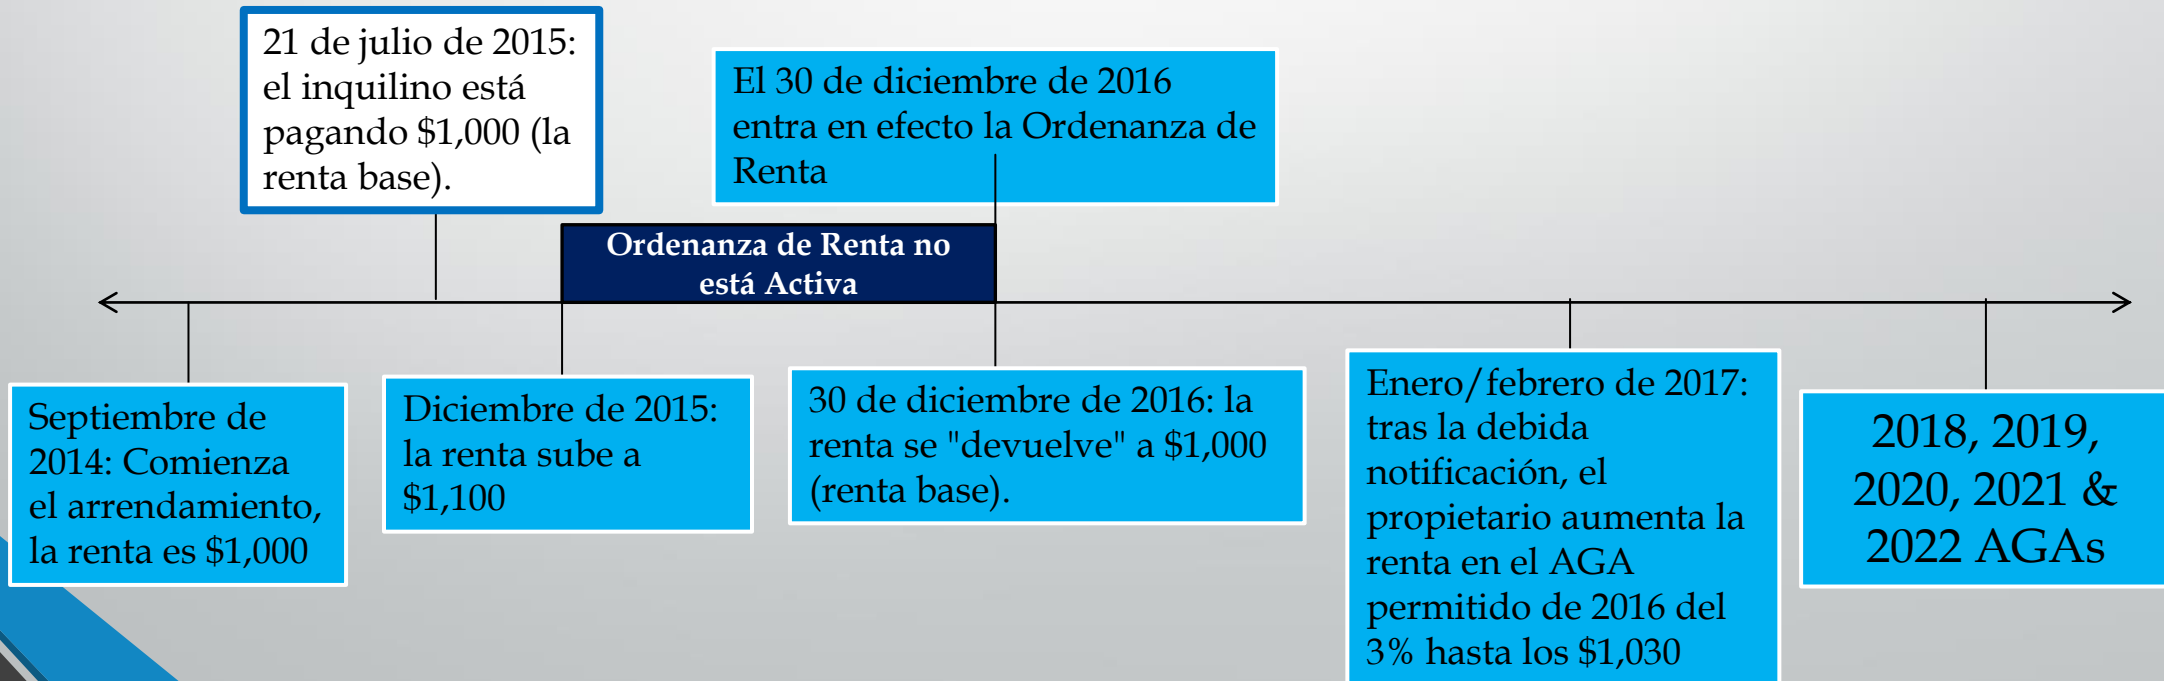 21 de julio de 2015:
el inquilino está
pagando $1,000 (la
renta base).
El 30 de diciembre de 2016
entra en efecto la Ordenanza de
Renta
Ordenanza de Renta no
está Activa
Septiembre de
2014: Comienza
el arrendamiento,
la renta es $1,000
Diciembre de 2015:
la renta sube a
$1,100
30 de diciembre de 2016: la
renta se "devuelve" a $1,000
(renta base).
Enero/febrero de 2017:
tras la debida
notificación, el
propietario aumenta la
renta en el AGA
permitido de 2016 del
3% hasta los $1,030
2018, 2019,
2020, 2021 &
2022 AGAs